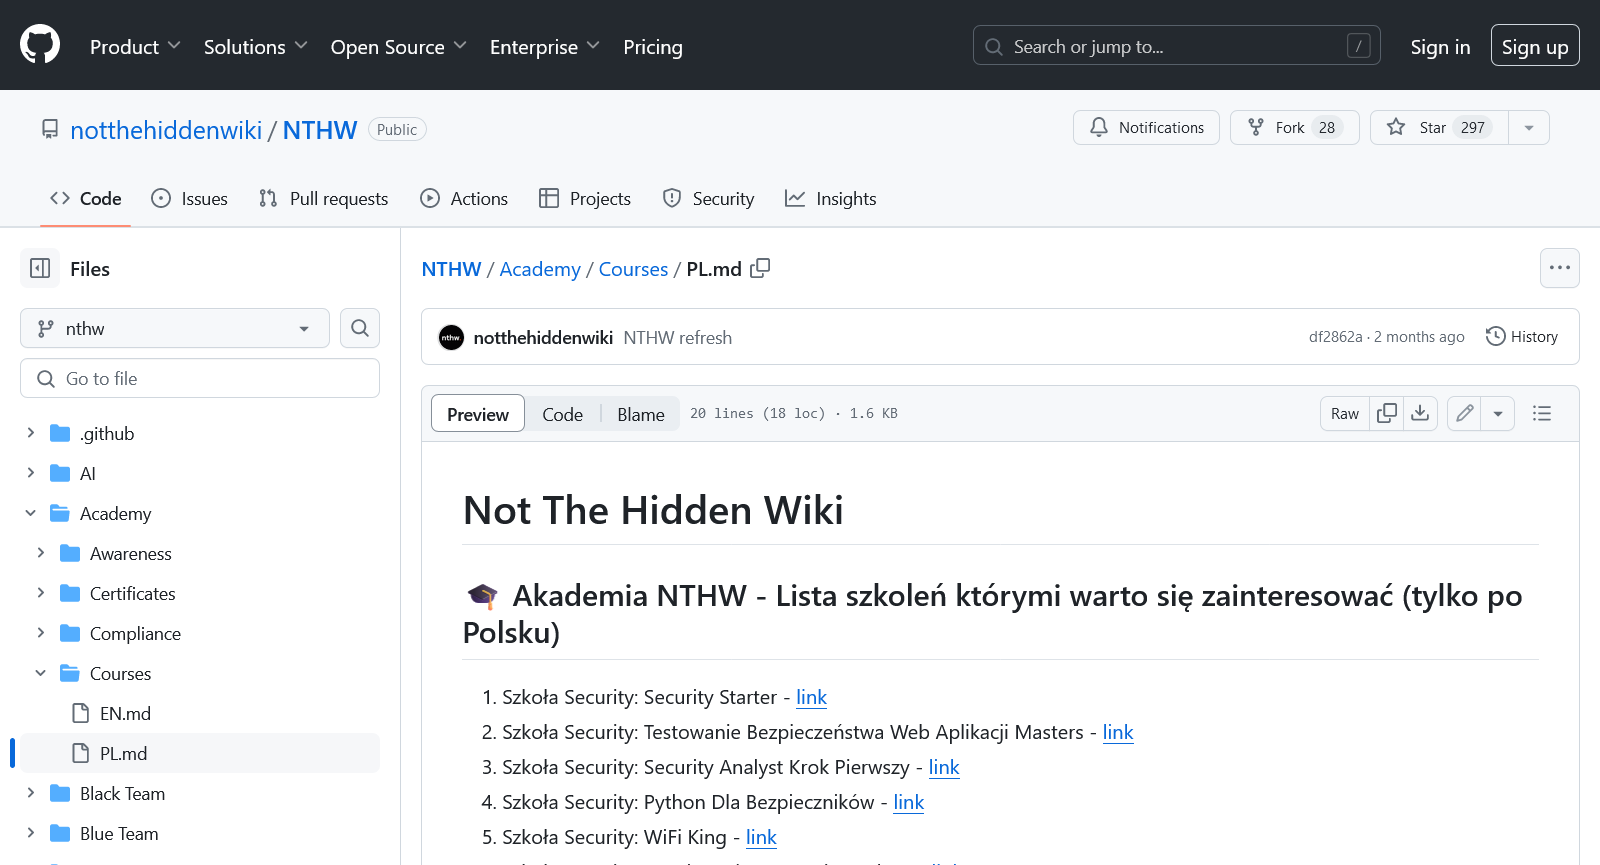 Product Solutions Open Source Enterprise Pricing Search or jump to... / Sign in Sign up
notthehiddenwiki / NTHW Public Notifications Fork 28 Star 297
Code Issues Pull requests Actions Projects Security Insights
Files
nthw
Go to file
.github
AI
Academy
Awareness
Certificates
Compliance
Courses
EN.md
PL.md
Black Team
Blue Team
NTHW / Academy / Courses / PL.md
nthw notthehiddenwiki NTHW refresh df2862a · 2 months ago History
Preview Code Blame 20 lines (18 loc) · 1.6 KB Raw
Not The Hidden Wiki
🎓 Akademia NTHW - Lista szkoleń którymi warto się zainteresować (tylko po
Polsku)
1. Szkoła Security: Security Starter - link
2. Szkoła Security: Testowanie Bezpieczeństwa Web Aplikacji Masters - link
3. Szkoła Security: Security Analyst Krok Pierwszy - link
4. Szkoła Security: Python Dla Bezpieczników - link
5. Szkoła Security: WiFi King - link